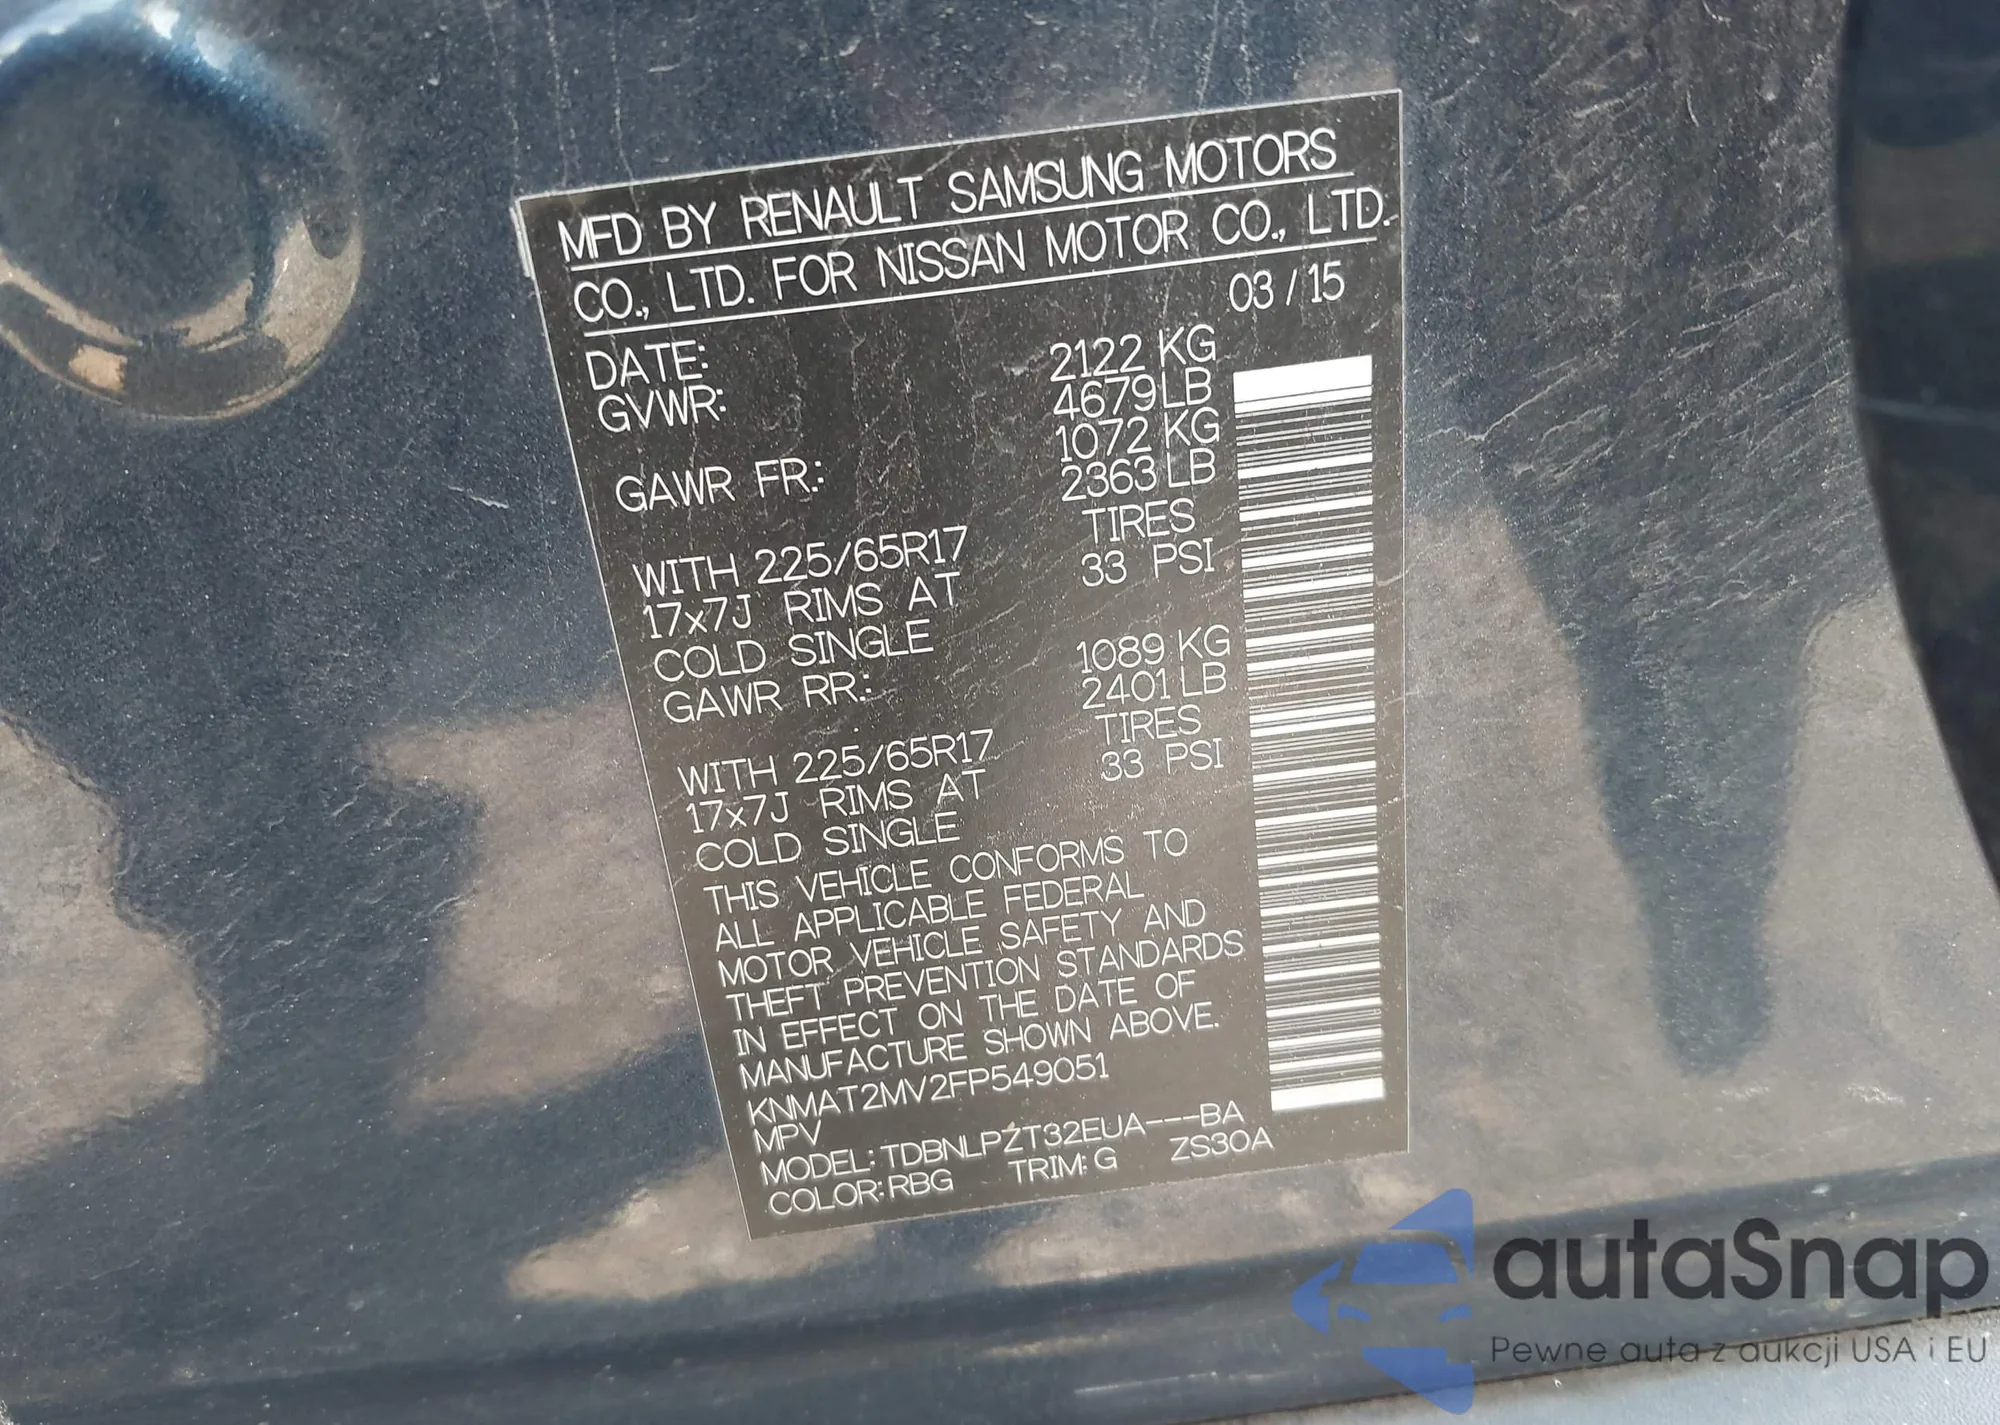 MFD BY RENAULT SAMSUNG MOTORS
CO., LTD. FOR NISSAN MOTOR CO., LTD.
DATE: 03 / 15
GVWR: 2122 KG
4679 LB
GAWR FR.: 1072 KG
2363 LB
WITH 225/65R17 TIRES
17x7J RIMS AT 33 PSI
COLD SINGLE
GAWR RR.: 1089 KG
2401 LB
WITH 225/65R17 TIRES
17x7J RIMS AT 33 PSI
COLD SINGLE
THIS VEHICLE CONFORMS TO
ALL APPLICABLE FEDERAL
MOTOR VEHICLE SAFETY AND
THEFT PREVENTION STANDARDS
IN EFFECT ON THE DATE OF
MANUFACTURE SHOWN ABOVE.
KNMAT2MV2FP549051
MPV
MODEL: TDBNLPZT32EUA---BA
COLOR: RBG TRIM: G ZS30A
autaSnap
Pewne auta z aukcji USA i EU